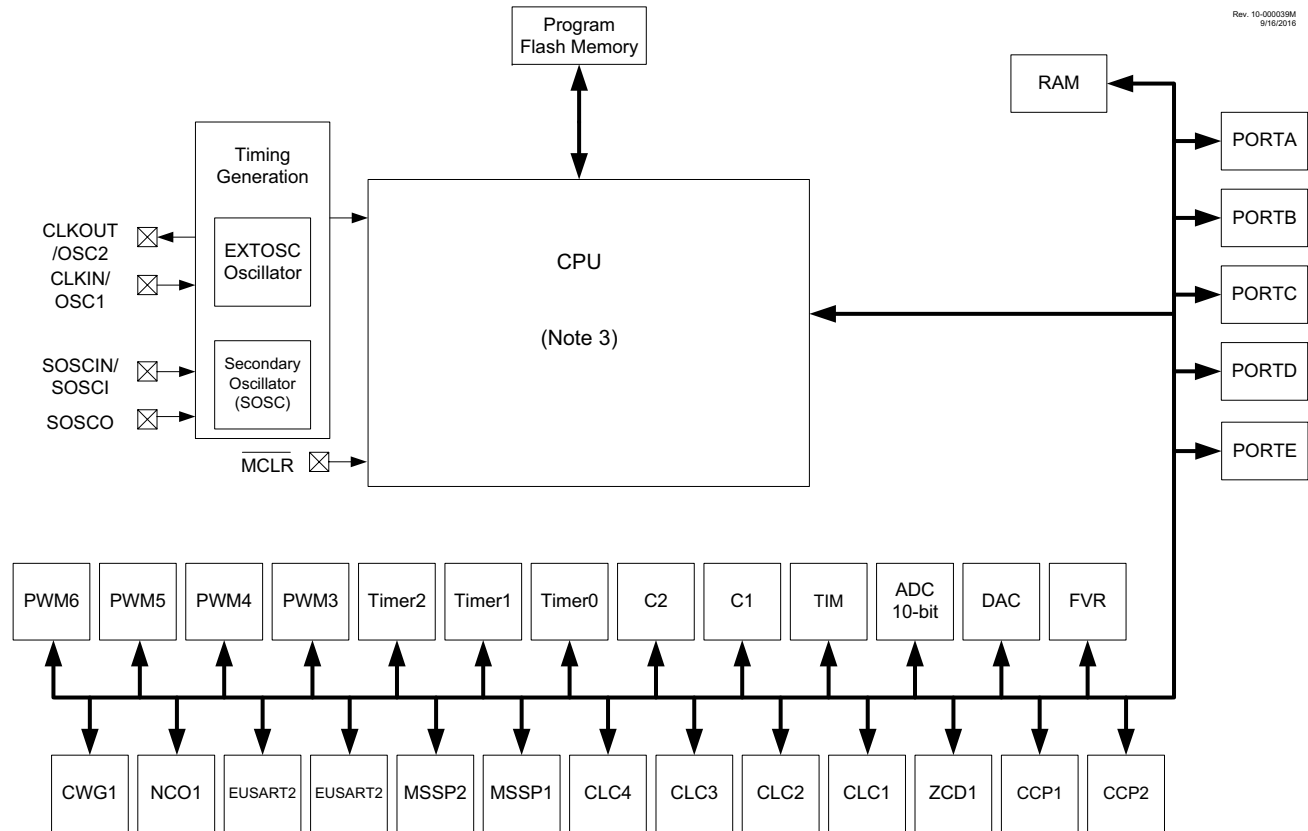 Rev. 10-000039M
9/16/2016
Program
Flash Memory
RAM
PORTA
PORTB
PORTC
PORTD
PORTE
Timing
Generation
EXTOSC
Oscillator
Secondary
Oscillator
(SOSC)
CLKOUT
/OSC2
CLKIN/
OSC1
SOSCIN/
SOSCI
SOSCO
MCLR
CPU
(Note 3)
PWM6
PWM5
PWM4
PWM3
Timer2
Timer1
Timer0
C2
C1
TIM
ADC
10-bit
DAC
FVR
CWG1
NCO1
EUSART2
EUSART2
MSSP2
MSSP1
CLC4
CLC3
CLC2
CLC1
ZCD1
CCP1
CCP2